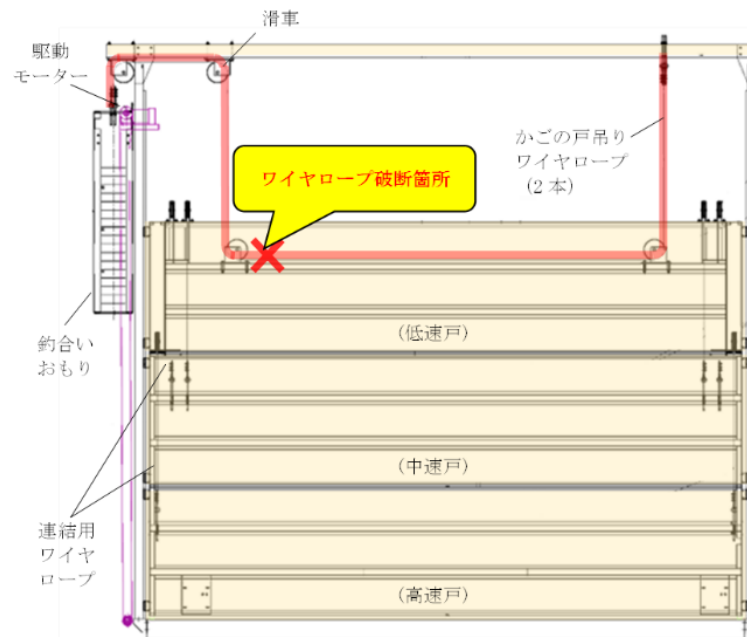 滑車
駆動
モーター
かごの戸吊り
ワイヤロープ
(2本)
ワイヤロープ破断箇所
(低速戸)
釣合い
おもり
(中速戸)
連結用
ワイヤ
ロープ
(高速戸)